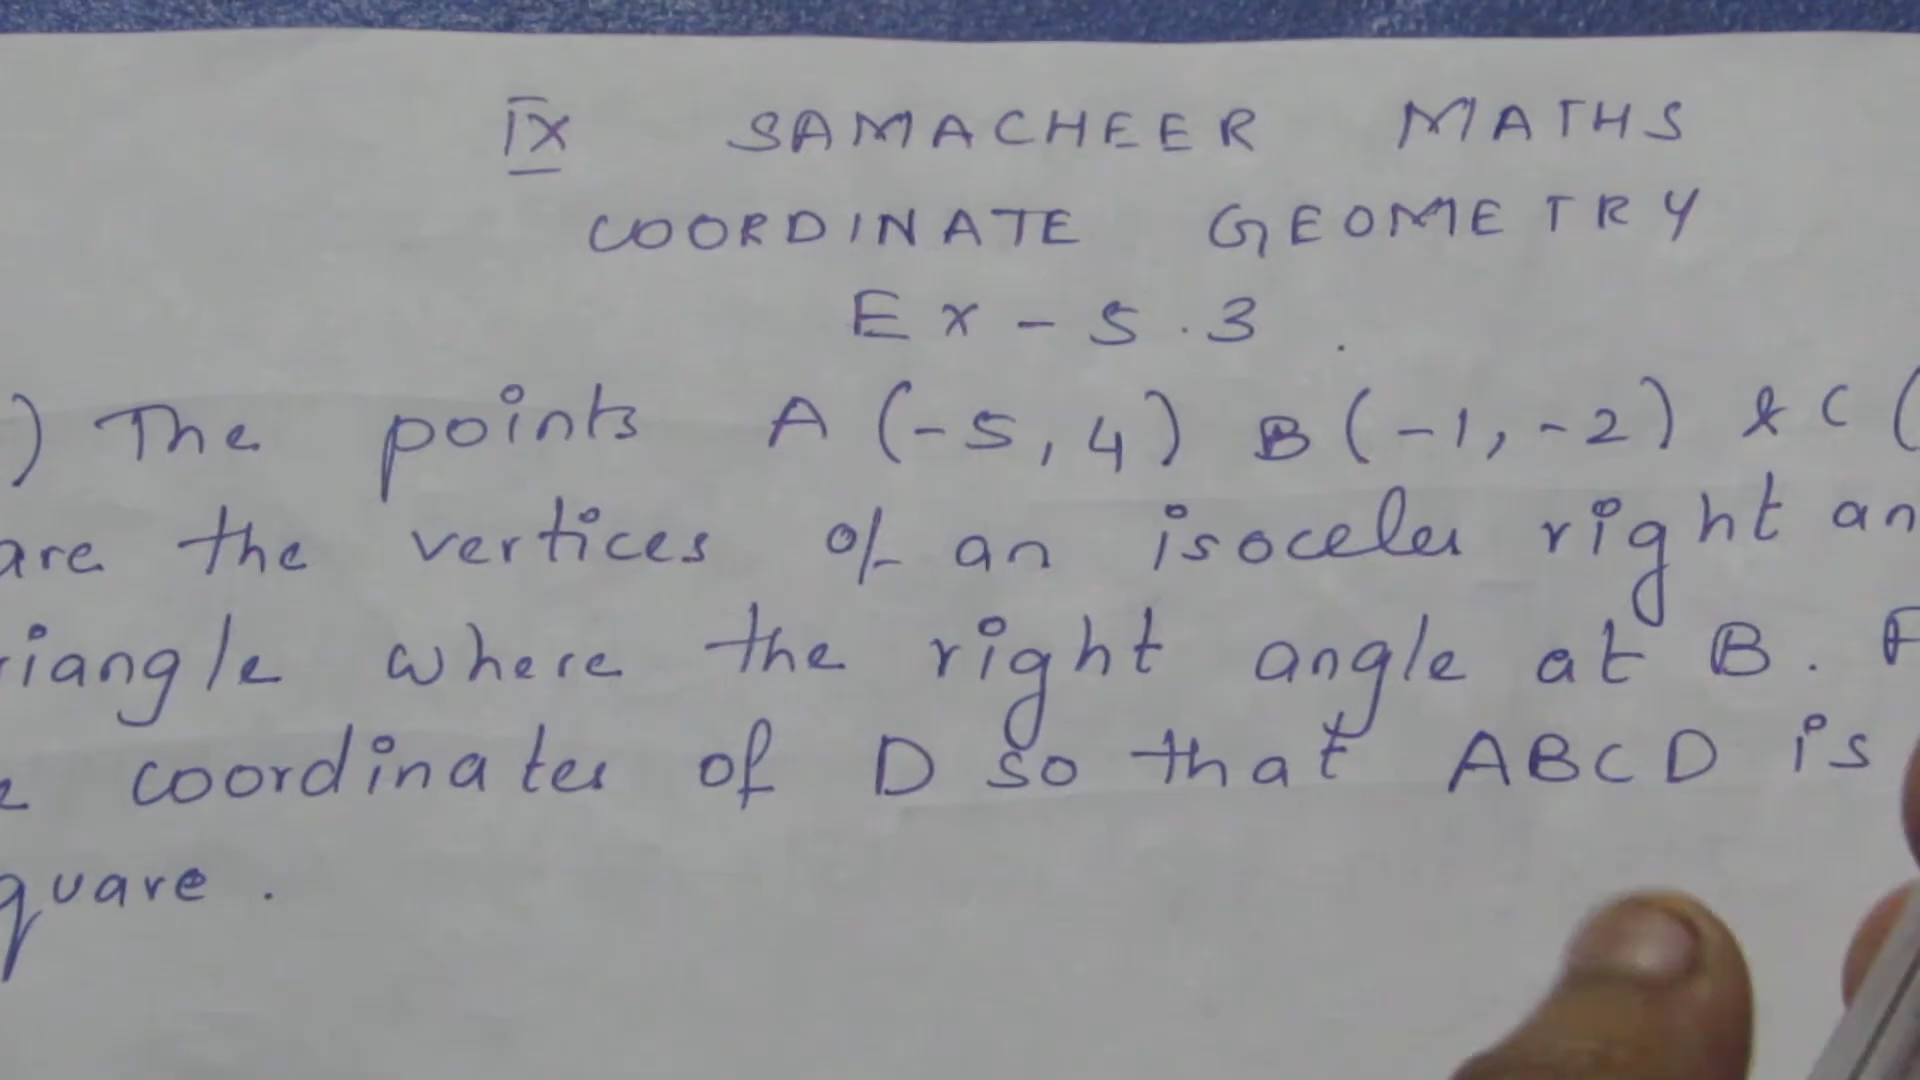 IX SAMACHEER MATHS
COORDINATE GEOMETRY
Ex - 5.3.
) The points A (-5, 4) B (-1, -2) & C (
are the vertices of an isoceles right an
riangle where the right angle at B. F
e coordinates of D so that ABCD is
quare.